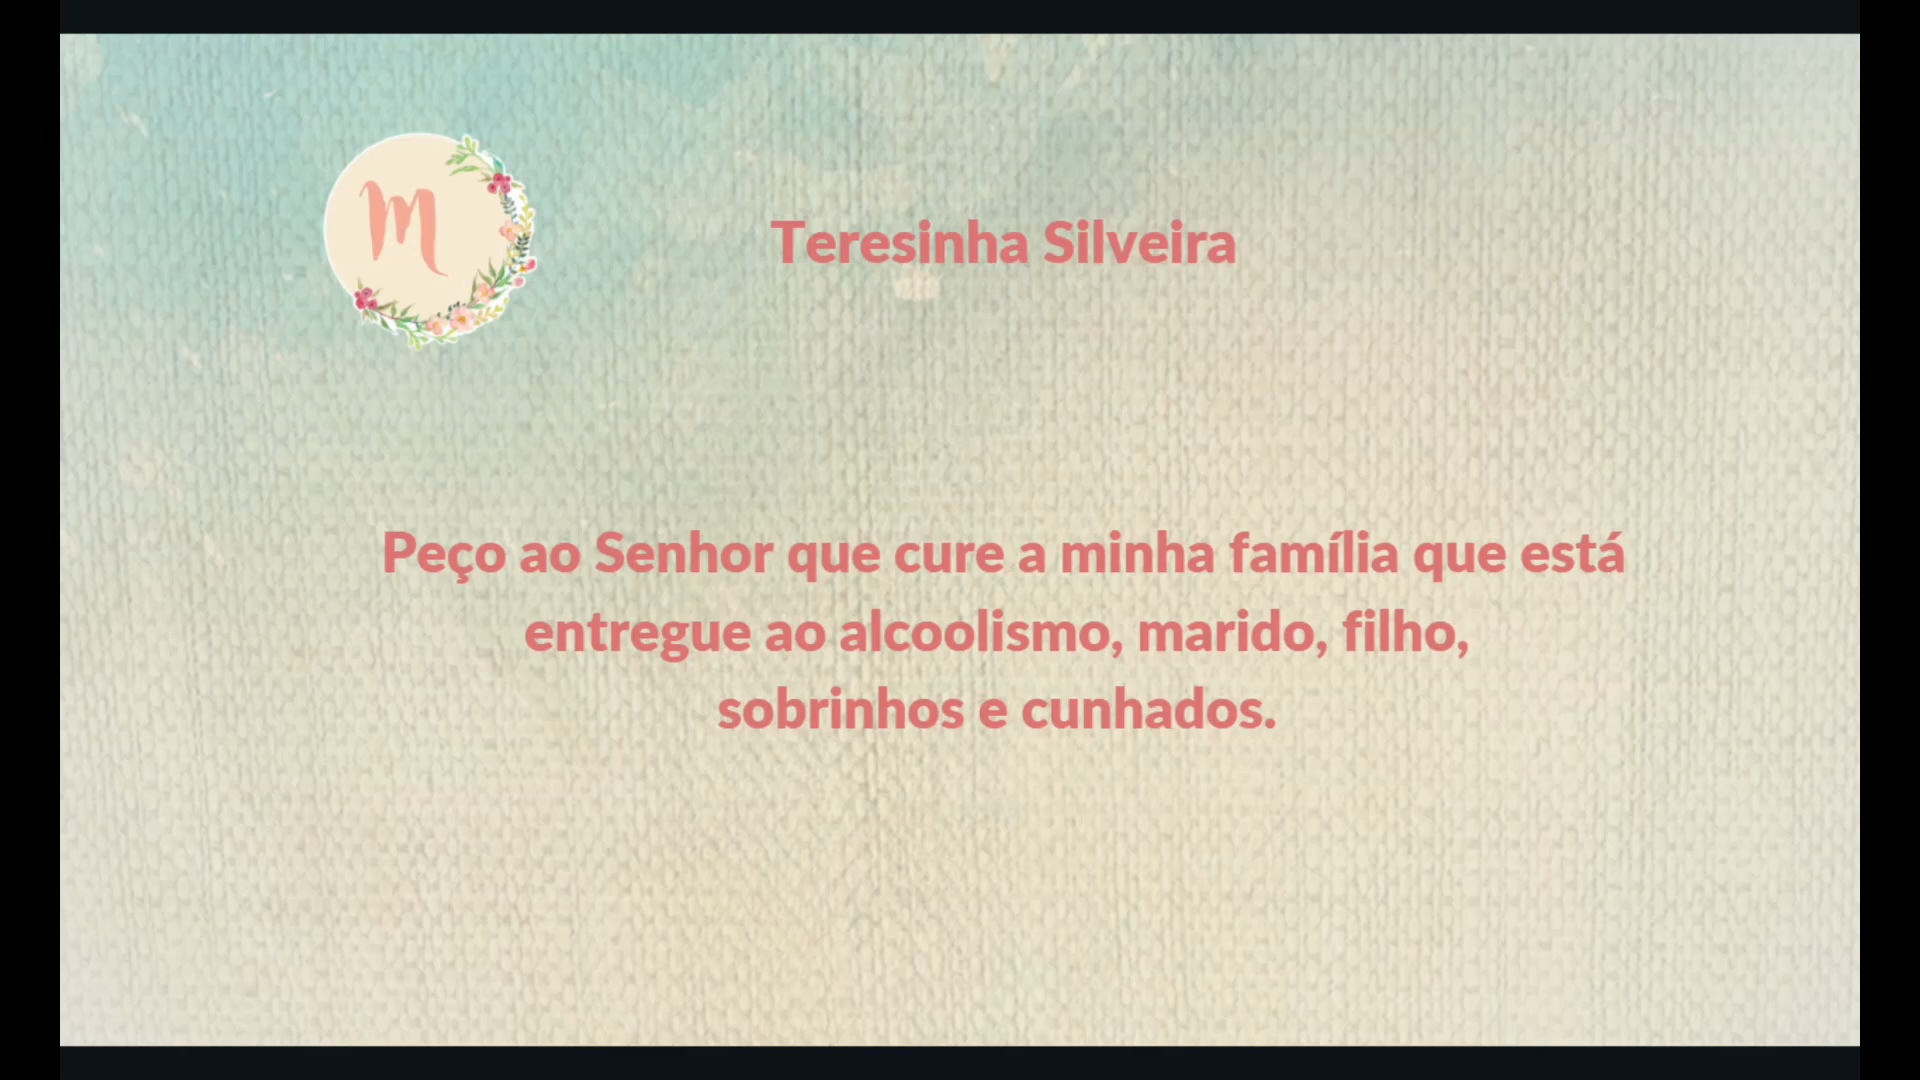 M
Teresinha Silveira
Peço ao Senhor que cure a minha família que está
entregue ao alcoolismo, marido, filho,
sobrinhos e cunhados.